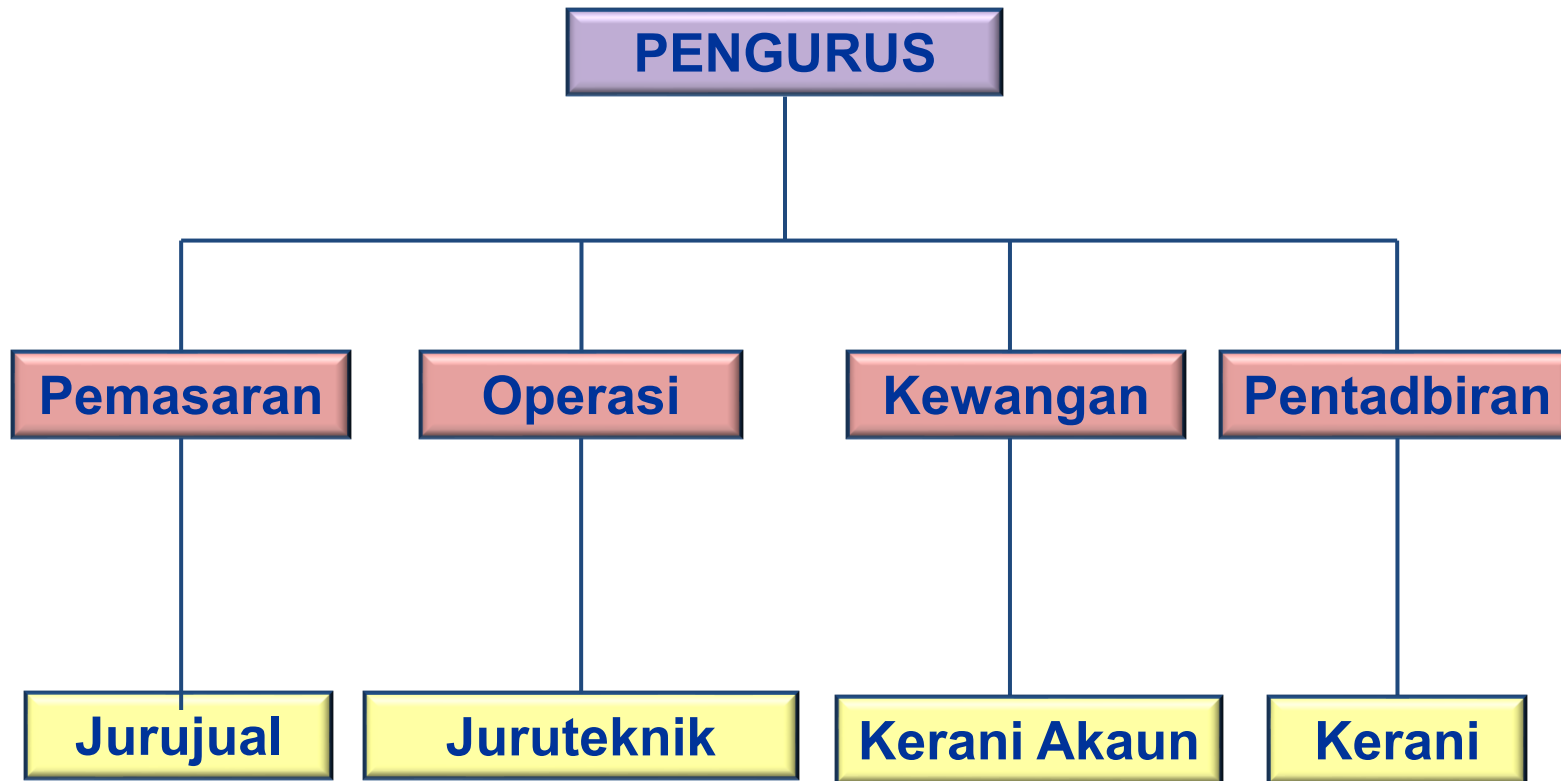 PENGURUS
Pemasaran
Operasi
Kewangan
Pentadbiran
Jurujual
Juruteknik
Kerani Akaun
Kerani